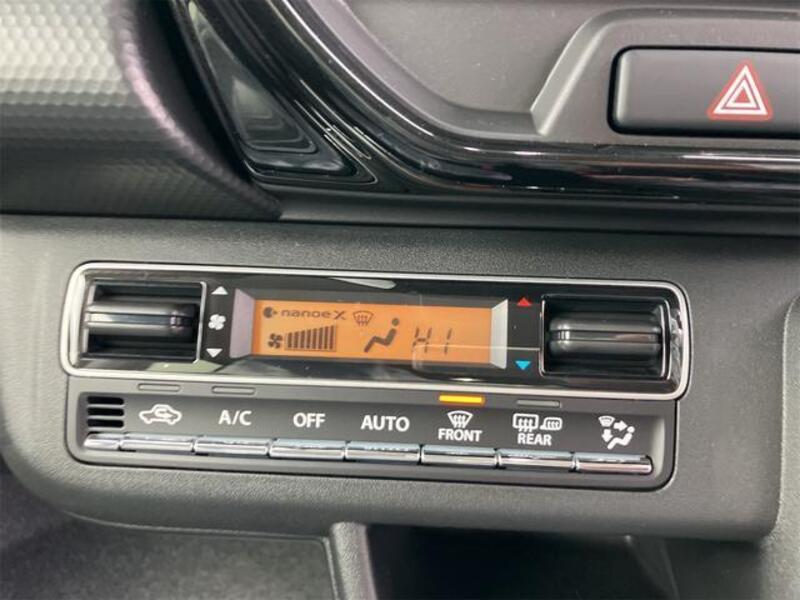 nanoe X
HI
A/C
OFF
AUTO
FRONT
REAR